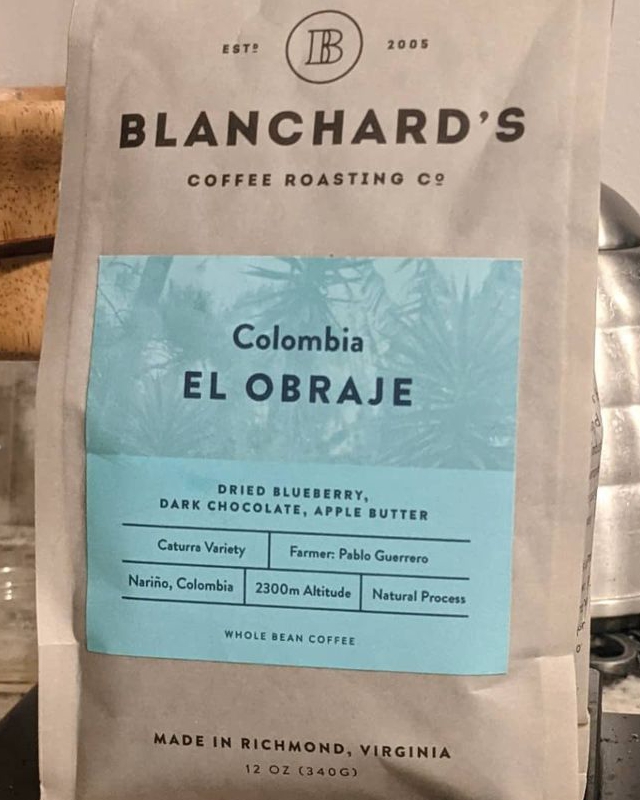 ESTº B 2005
BLANCHARD'S
COFFEE ROASTING Cº
Colombia
EL OBRAJE
DRIED BLUEBERRY,
DARK CHOCOLATE, APPLE BUTTER
Caturra Variety Farmer: Pablo Guerrero
Nariño, Colombia 2300m Altitude Natural Process
WHOLE BEAN COFFEE
MADE IN RICHMOND, VIRGINIA
12 OZ (340G)